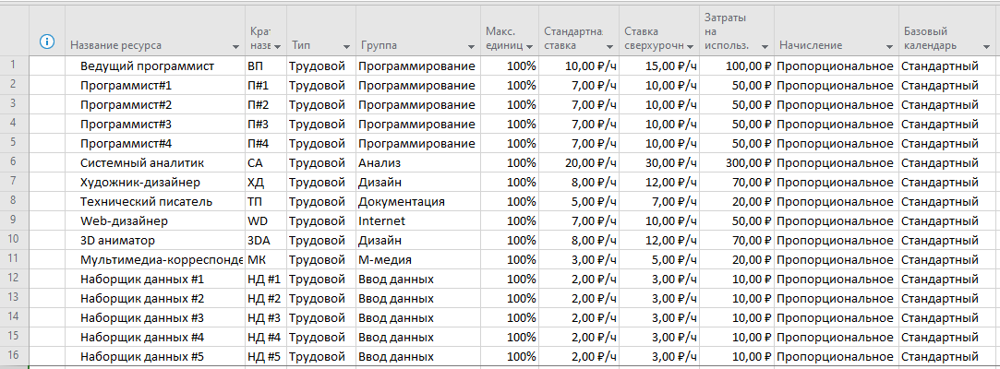 Название ресурса Крат назв Тип Группа Макс. единиц Стандартна ставка Ставка сверхурочн Затраты на использ. Начисление Базовый календарь
1 Ведущий программист ВП Трудовой Программирование 100% 10,00 ₽/ч 15,00 ₽/ч 100,00 ₽ Пропорциональное Стандартный
2 Программист#1 П#1 Трудовой Программирование 100% 7,00 ₽/ч 10,00 ₽/ч 50,00 ₽ Пропорциональное Стандартный
3 Программист#2 П#2 Трудовой Программирование 100% 7,00 ₽/ч 10,00 ₽/ч 50,00 ₽ Пропорциональное Стандартный
4 Программист#3 П#3 Трудовой Программирование 100% 7,00 ₽/ч 10,00 ₽/ч 50,00 ₽ Пропорциональное Стандартный
5 Программист#4 П#4 Трудовой Программирование 100% 7,00 ₽/ч 10,00 ₽/ч 50,00 ₽ Пропорциональное Стандартный
6 Системный аналитик СА Трудовой Анализ 100% 20,00 ₽/ч 30,00 ₽/ч 300,00 ₽ Пропорциональное Стандартный
7 Художник-дизайнер ХД Трудовой Дизайн 100% 8,00 ₽/ч 12,00 ₽/ч 70,00 ₽ Пропорциональное Стандартный
8 Технический писатель ТП Трудовой Документация 100% 5,00 ₽/ч 7,00 ₽/ч 20,00 ₽ Пропорциональное Стандартный
9 Web-дизайнер WD Трудовой Internet 100% 7,00 ₽/ч 10,00 ₽/ч 50,00 ₽ Пропорциональное Стандартный
10 3D аниматор 3DA Трудовой Дизайн 100% 8,00 ₽/ч 12,00 ₽/ч 70,00 ₽ Пропорциональное Стандартный
11 Мультимедиа-корреспонде МК Трудовой М-медия 100% 3,00 ₽/ч 5,00 ₽/ч 20,00 ₽ Пропорциональное Стандартный
12 Наборщик данных #1 НД #1 Трудовой Ввод данных 100% 2,00 ₽/ч 3,00 ₽/ч 10,00 ₽ Пропорциональное Стандартный
13 Наборщик данных #2 НД #2 Трудовой Ввод данных 100% 2,00 ₽/ч 3,00 ₽/ч 10,00 ₽ Пропорциональное Стандартный
14 Наборщик данных #3 НД #3 Трудовой Ввод данных 100% 2,00 ₽/ч 3,00 ₽/ч 10,00 ₽ Пропорциональное Стандартный
15 Наборщик данных #4 НД #4 Трудовой Ввод данных 100% 2,00 ₽/ч 3,00 ₽/ч 10,00 ₽ Пропорциональное Стандартный
16 Наборщик данных #5 НД #5 Трудовой Ввод данных 100% 2,00 ₽/ч 3,00 ₽/ч 10,00 ₽ Пропорциональное Стандартный